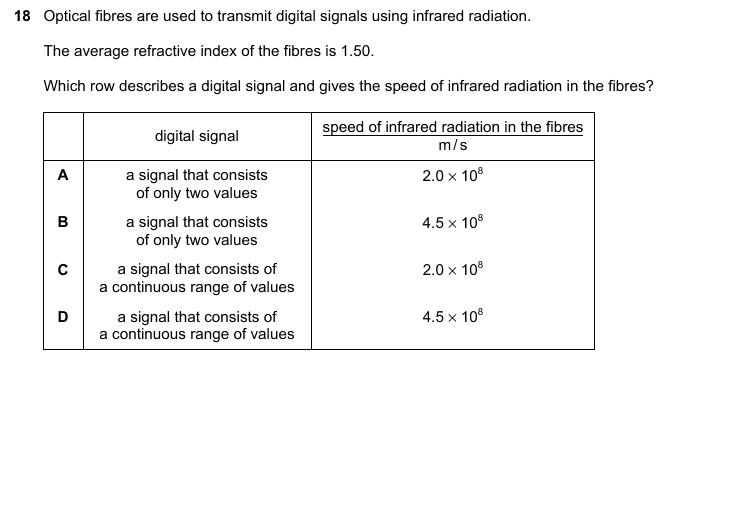 18 Optical fibres are used to transmit digital signals using infrared radiation.
The average refractive index of the fibres is 1.50.
Which row describes a digital signal and gives the speed of infrared radiation in the fibres?
digital signal
speed of infrared radiation in the fibres
m / s
A a signal that consists 2.0 × 10⁸
of only two values
B a signal that consists 4.5 × 10⁸
of only two values
C a signal that consists of 2.0 × 10⁸
a continuous range of values
D a signal that consists of 4.5 × 10⁸
a continuous range of values